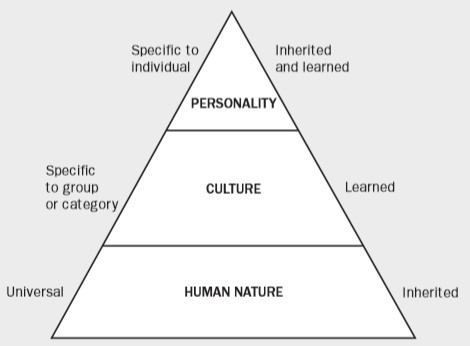 Specific to
individual
Inherited
and learned
PERSONALITY
Specific
to group
or category
CULTURE
Learned
Universal
HUMAN NATURE
Inherited